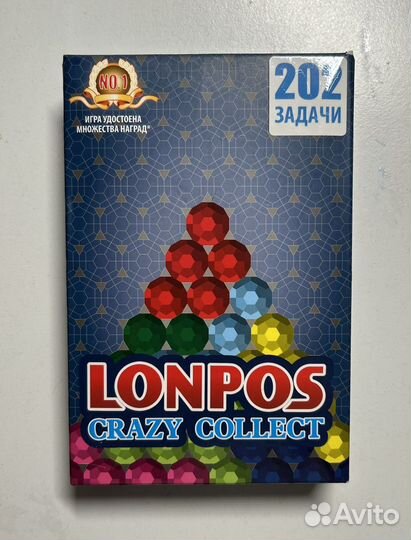 NO.1
ИГРА УДОСТОЕНА
МНОЖЕСТВА НАГРАД*
202
ЗАДАЧИ
LONPOS
CRAZY COLLECT
Avito